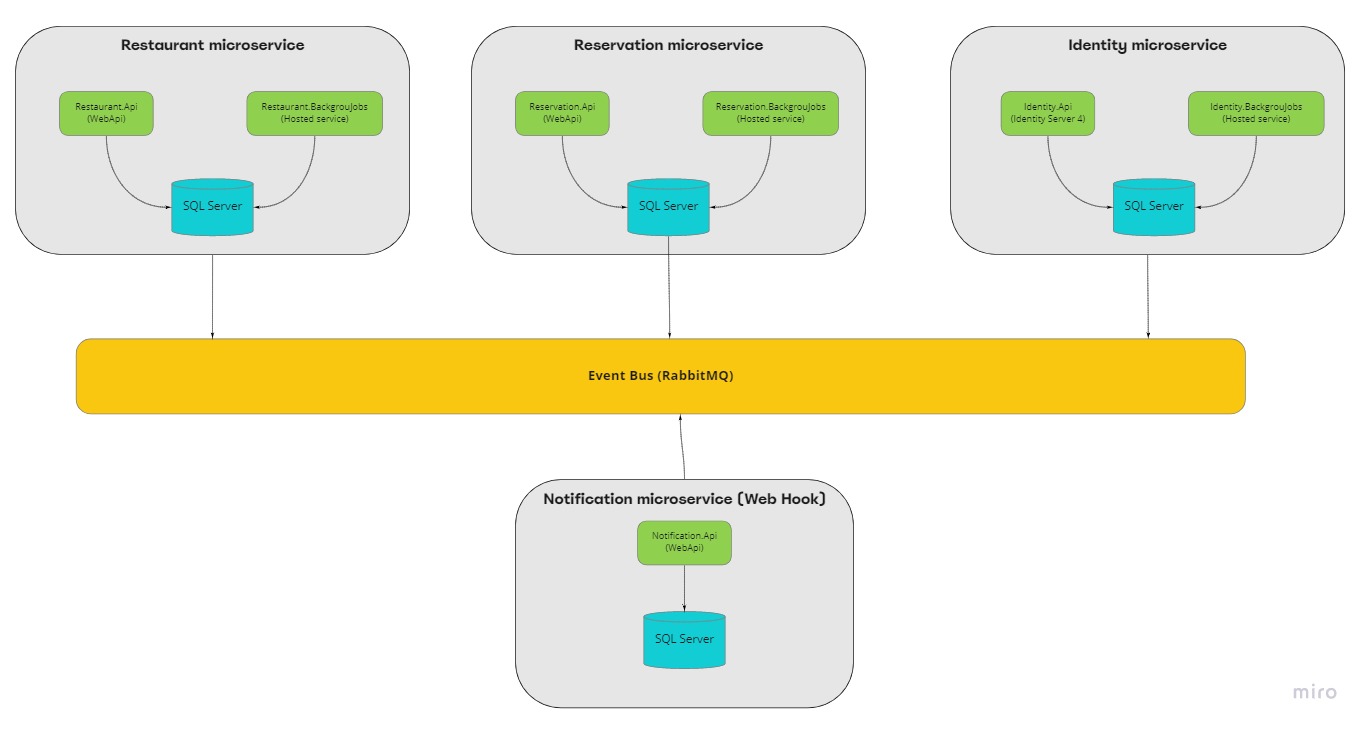 Restaurant microservice
Restaurant.Api
(WebApi)
Restaurant.BackgrouJobs
(Hosted service)
SQL Server
Reservation microservice
Reservation.Api
(WebApi)
Reservation.BackgrouJobs
(Hosted service)
SQL Server
Identity microservice
Identity.Api
(Identity Server 4)
Identity.BackgrouJobs
(Hosted service)
SQL Server
Event Bus (RabbitMQ)
Notification microservice (Web Hook)
Notification.Api
(WebApi)
SQL Server
miro